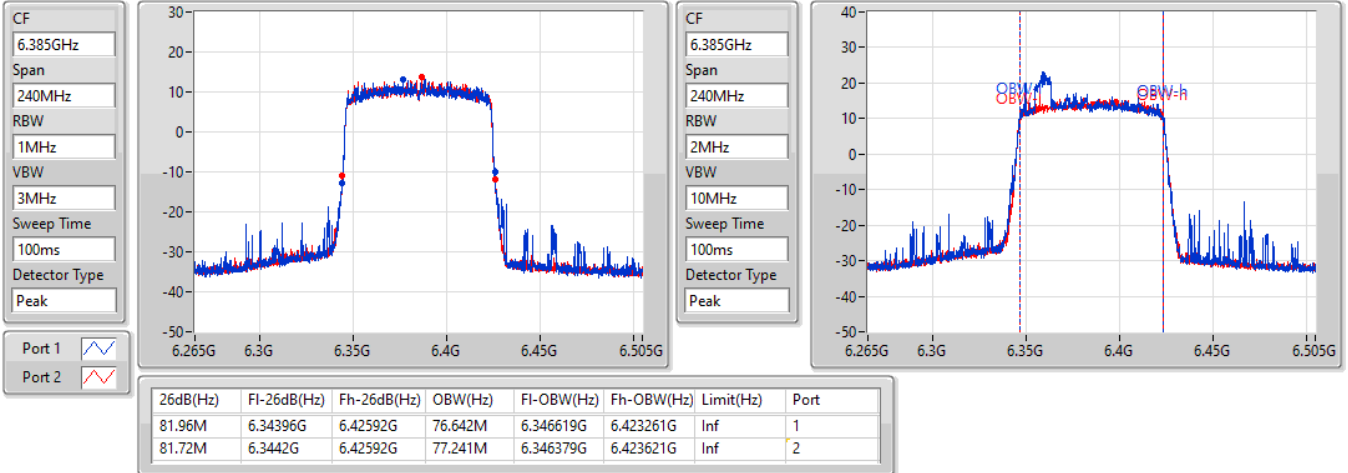 CF
6.385GHz
Span
240MHz
RBW
1MHz
VBW
3MHz
Sweep Time
100ms
Detector Type
Peak
Port 1
Port 2
30
20
10
0
-10
-20
-30
-40
-50
6.265G 6.3G 6.35G 6.4G 6.45G 6.505G
CF
6.385GHz
Span
240MHz
RBW
2MHz
VBW
10MHz
Sweep Time
100ms
Detector Type
Peak
40
30
20
10
0
-10
-20
-30
-40
-50
OBW OBW-h
OBW OBW-h
6.265G 6.3G 6.35G 6.4G 6.45G 6.505G
26dB(Hz) Fl-26dB(Hz) Fh-26dB(Hz) OBW(Hz) Fl-OBW(Hz) Fh-OBW(Hz) Limit(Hz) Port
81.96M 6.34396G 6.42592G 76.642M 6.346619G 6.423261G Inf 1
81.72M 6.3442G 6.42592G 77.241M 6.346379G 6.423621G Inf 2